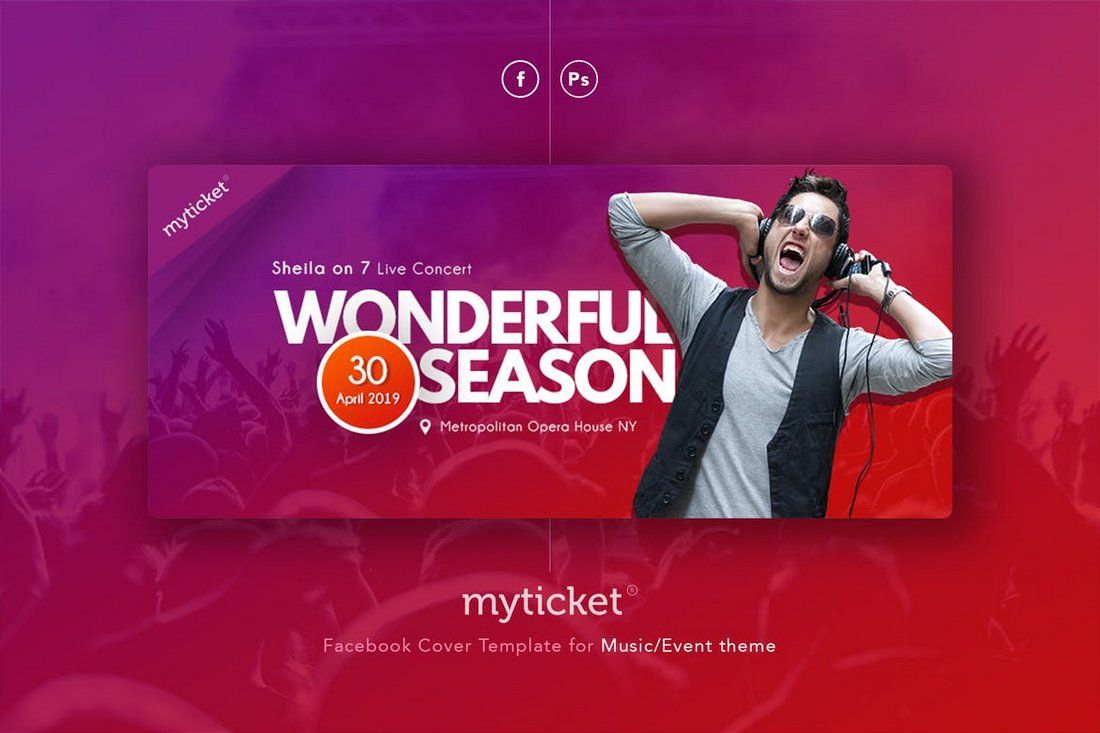 f
Ps
myticket®
Sheila on 7 Live Concert
WONDERFUL
SEASON
30
April 2019
Metropolitan Opera House NY
myticket®
Facebook Cover Template for Music/Event theme